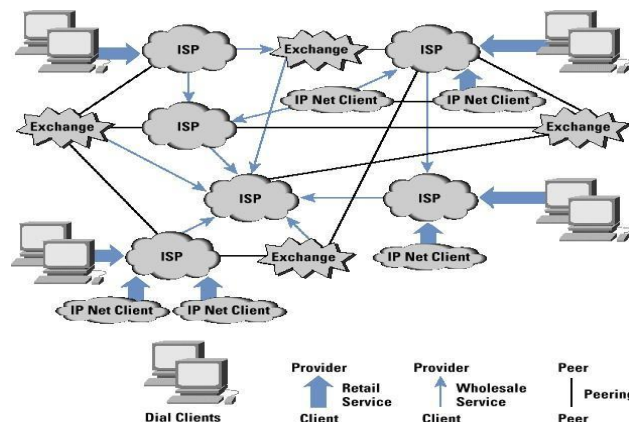 ISP
Exchange
ISP
IP Net Client
IP Net Client
Exchange
ISP
Exchange
ISP
ISP
ISP
Exchange
IP Net Client
IP Net Client
IP Net Client
Provider
Provider
Peer
Retail
Service
Wholesale
Service
Peering
Dial Clients
Client
Client
Peer